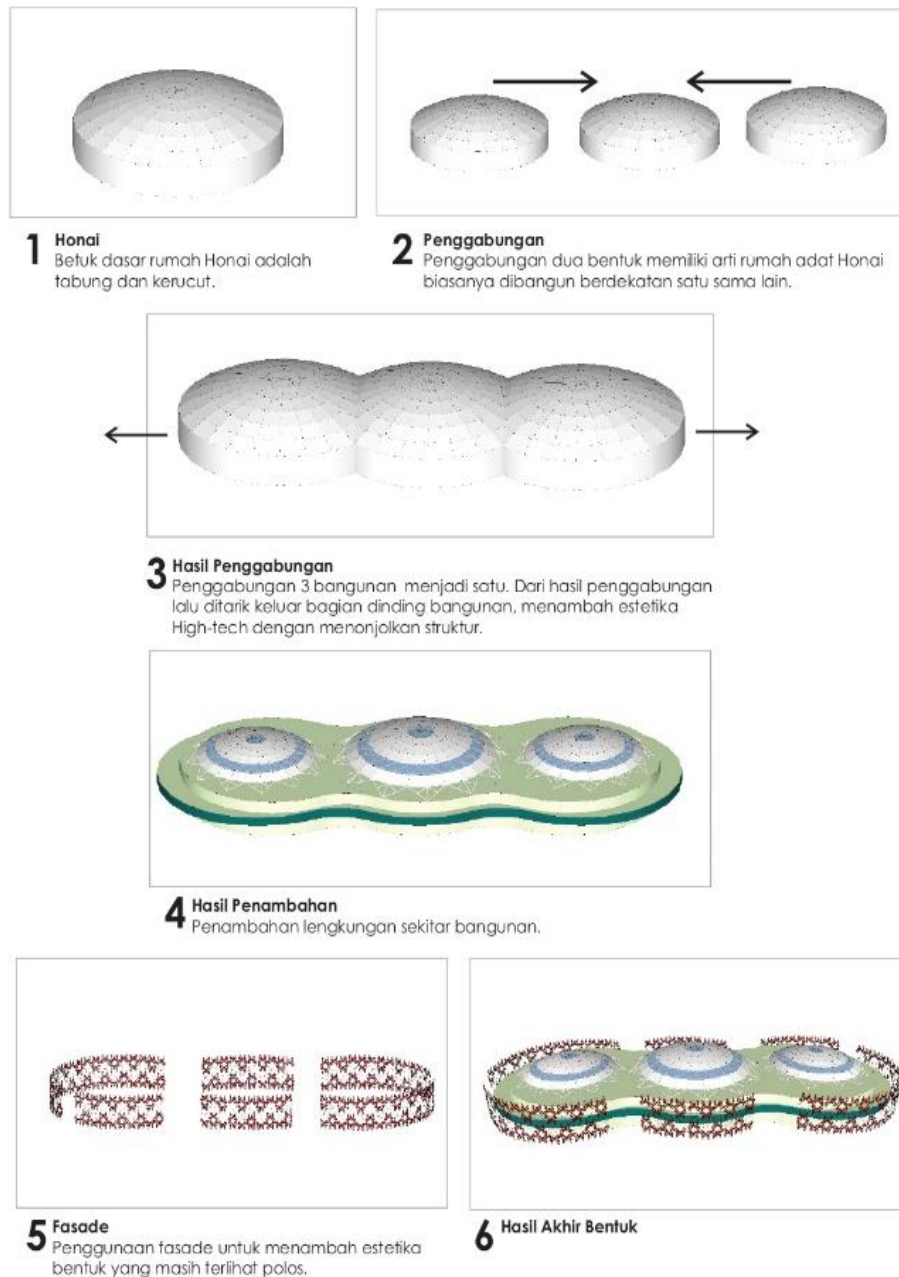 1 Honai
Betuk dasar rumah Honai adalah
tabung dan kerucut.
2 Penggabungan
Penggabungan dua bentuk memiliki arti rumah adat Honai
biasanya dibangun berdekatan satu sama lain.
3 Hasil Penggabungan
Penggabungan 3 bangunan menjadi satu. Dari hasil penggabungan
lalu ditarik keluar bagian dinding bangunan, menambah estetika
High-tech dengan menonjolkan struktur.
4 Hasil Penambahan
Penambahan lengkungan sekitar bangunan.
5 Fasade
Penggunaan fasade untuk menambah estetika
bentuk yang masih terlihat polos.
6 Hasil Akhir Bentuk